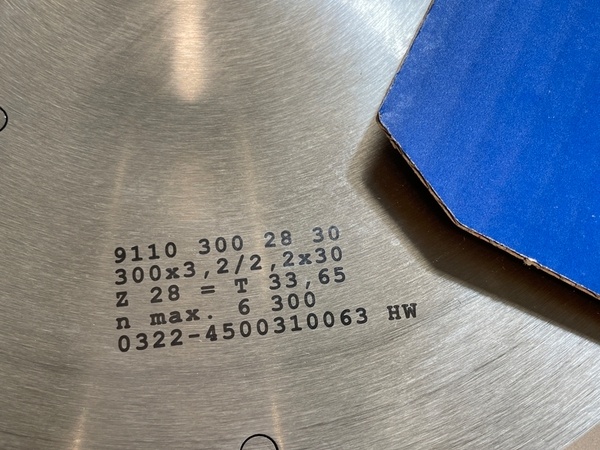 9110 300 28 30
300x3,2/2,2x30
Z 28 = T 33,65
n max. 6 300
0322-4500310063 HW